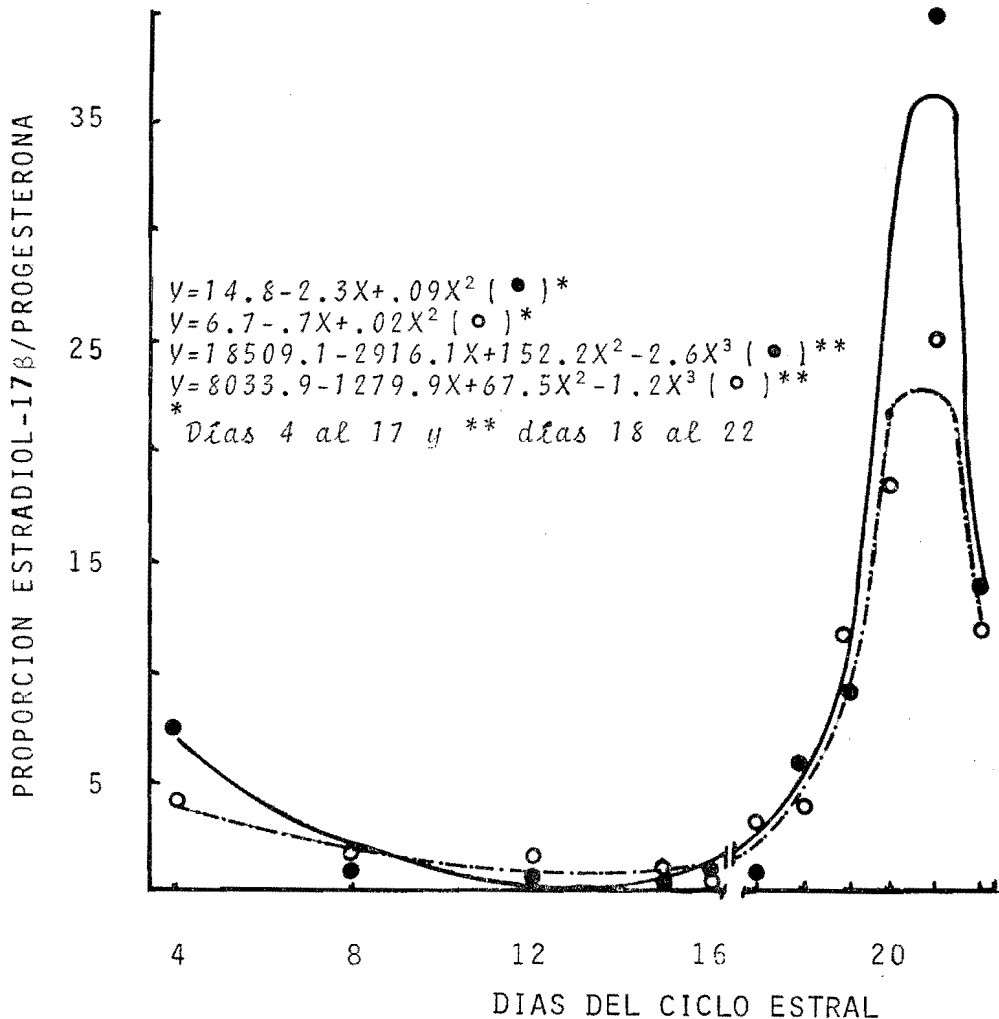 PROPORCION ESTRADIOL-17β/PROGESTERONA
35
25
15
5
Y=14.8-2.3X+.09X² ( ● )*
Y=6.7-.7X+.02X² ( o )*
Y=18509.1-2916.1X+152.2X²-2.6X³ ( ● )**
Y=8033.9-1279.9X+67.5X²-1.2X³ ( o )**
* Días 4 al 17 y ** días 18 al 22
4 8 12 16 20
DIAS DEL CICLO ESTRAL